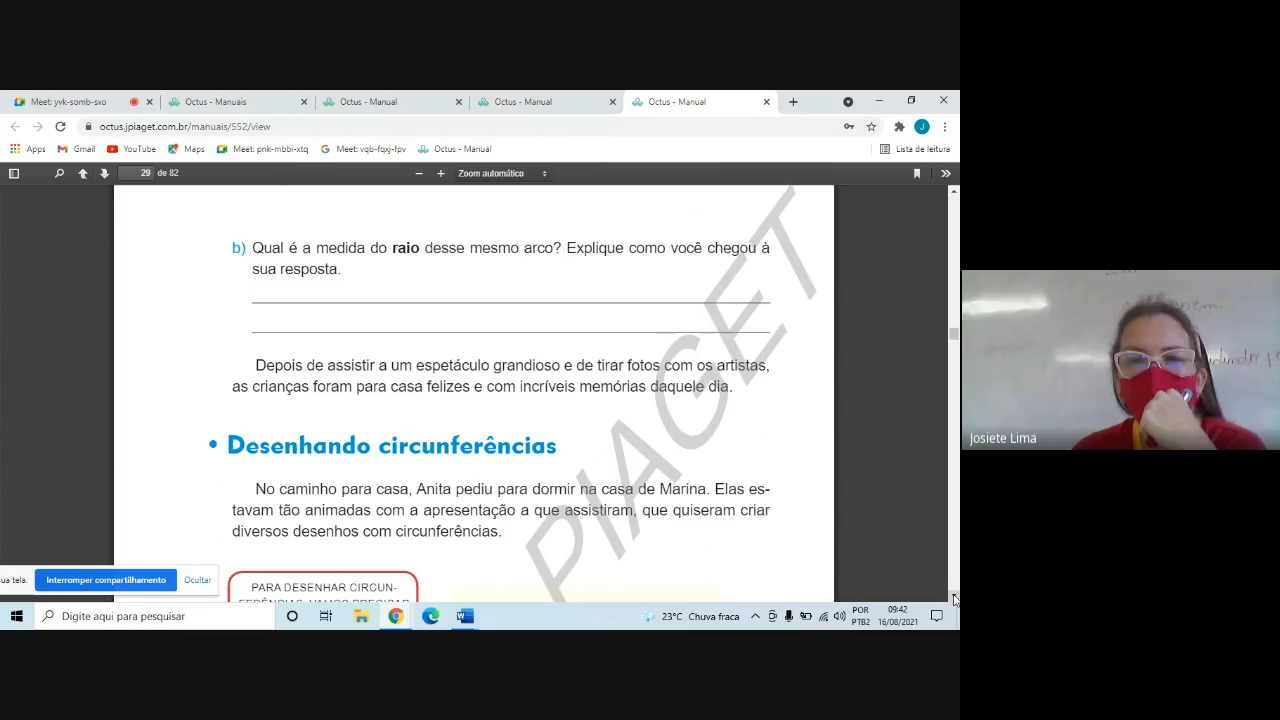 Meet: yvk-somb-sxo
Octus - Manuais
Octus - Manual
Octus - Manual
Octus - Manual
octus.jpiaget.com.br/manuais/552/view
Apps
Gmail
YouTube
Maps
Meet: pnk-mbbi-xtq
Meet: vqb-fqxj-fpv
Octus - Manual
Lista de leitura
29 de 82
Zoom automático
b) Qual é a medida do raio desse mesmo arco? Explique como você chegou à
sua resposta.
Depois de assistir a um espetáculo grandioso e de tirar fotos com os artistas,
as crianças foram para casa felizes e com incríveis memórias daquele dia.
• Desenhando circunferências
No caminho para casa, Anita pediu para dormir na casa de Marina. Elas es-
tavam tão animadas com a apresentação a que assistiram, que quiseram criar
diversos desenhos com circunferências.
PIAGET
sua tela.
Interromper compartilhamento
Ocultar
PARA DESENHAR CIRCUN-
FERÊNCIAS, VAMOS PRECISAR
Digite aqui para pesquisar
23°C Chuva fraca
POR
PTB2
09:42
16/08/2021
J
Josiete Lima